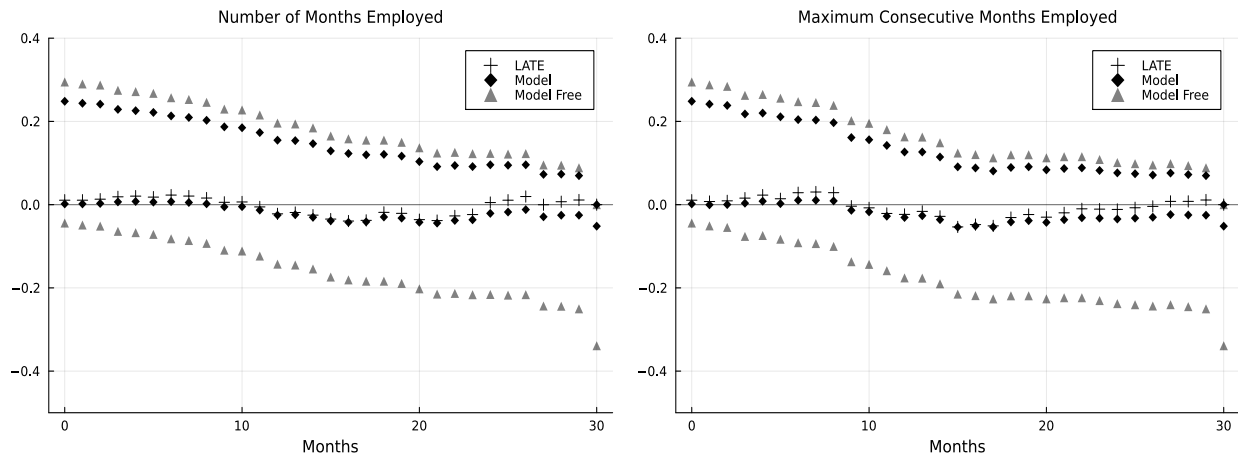 Number of Months Employed
0.4
0.2
0.0
−0.2
−0.4
LATE
Model
Model Free
0
10
20
30
Months
Maximum Consecutive Months Employed
0.4
0.2
0.0
−0.2
−0.4
LATE
Model
Model Free
0
10
20
30
Months